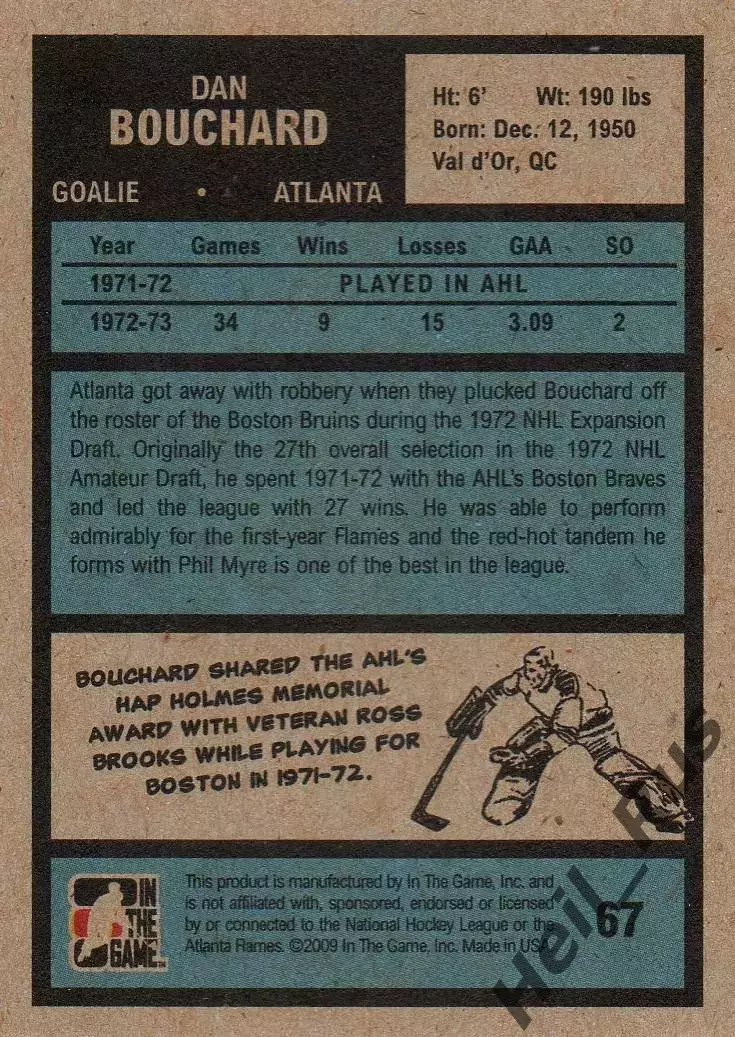 DAN
BOUCHARD
GOALIE • ATLANTA
Ht: 6' Wt: 190 lbs
Born: Dec. 12, 1950
Val d'Or, QC
Year Games Wins Losses GAA SO
1971-72 PLAYED IN AHL
1972-73 34 9 15 3.09 2
Atlanta got away with robbery when they plucked Bouchard off
the roster of the Boston Bruins during the 1972 NHL Expansion
Draft. Originally the 27th overall selection in the 1972 NHL
Amateur Draft, he spent 1971-72 with the AHL's Boston Braves
and led the league with 27 wins. He was able to perform
admirably for the first-year Flames and the red-hot tandem he
forms with Phil Myre is one of the best in the league.
BOUCHARD SHARED THE AHL'S
HAP HOLMES MEMORIAL
AWARD WITH VETERAN ROSS
BROOKS WHILE PLAYING FOR
BOSTON IN 1971-72.
IN
THE
GAME
This product is manufactured by In The Game, Inc. and
is not affiliated with, sponsored, endorsed or licensed
by or connected to the National Hockey League or the
Atlanta Flames. ©2009 In The Game, Inc. Made in USA
67
Heil_Rus